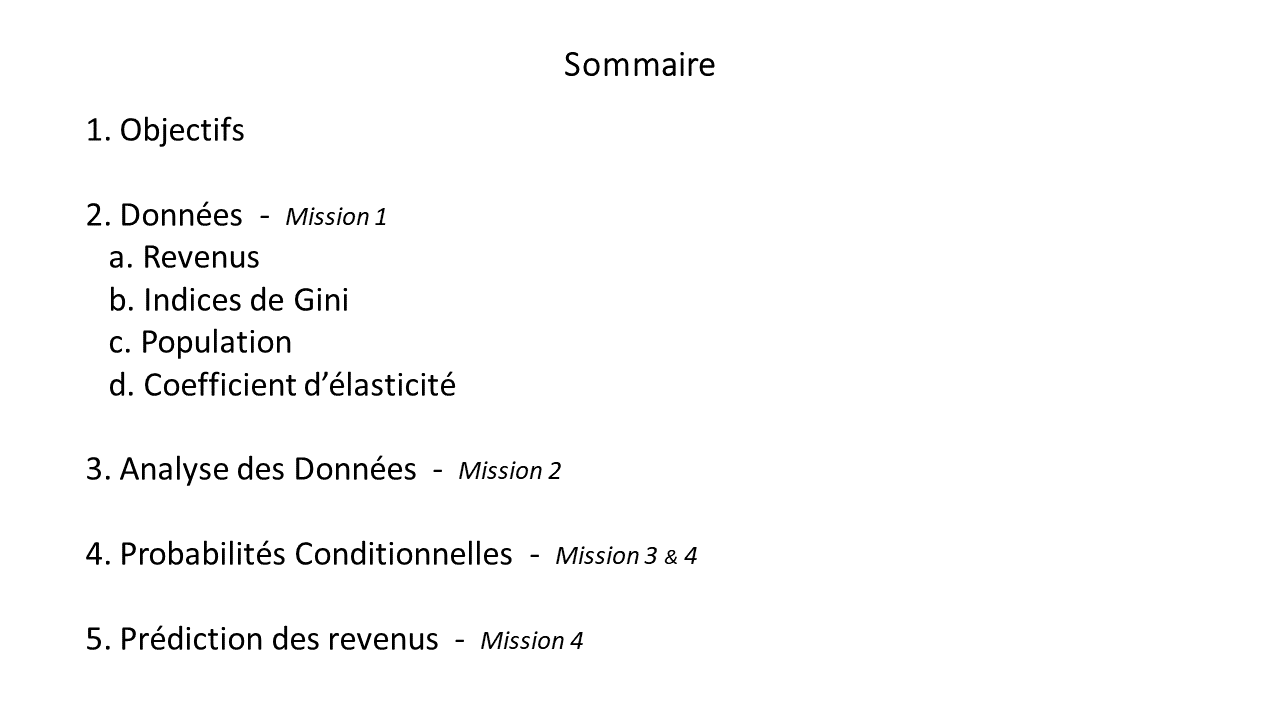 Sommaire
1. Objectifs
2. Données - Mission 1
a. Revenus
b. Indices de Gini
c. Population
d. Coefficient d’élasticité
3. Analyse des Données - Mission 2
4. Probabilités Conditionnelles - Mission 3 & 4
5. Prédiction des revenus - Mission 4